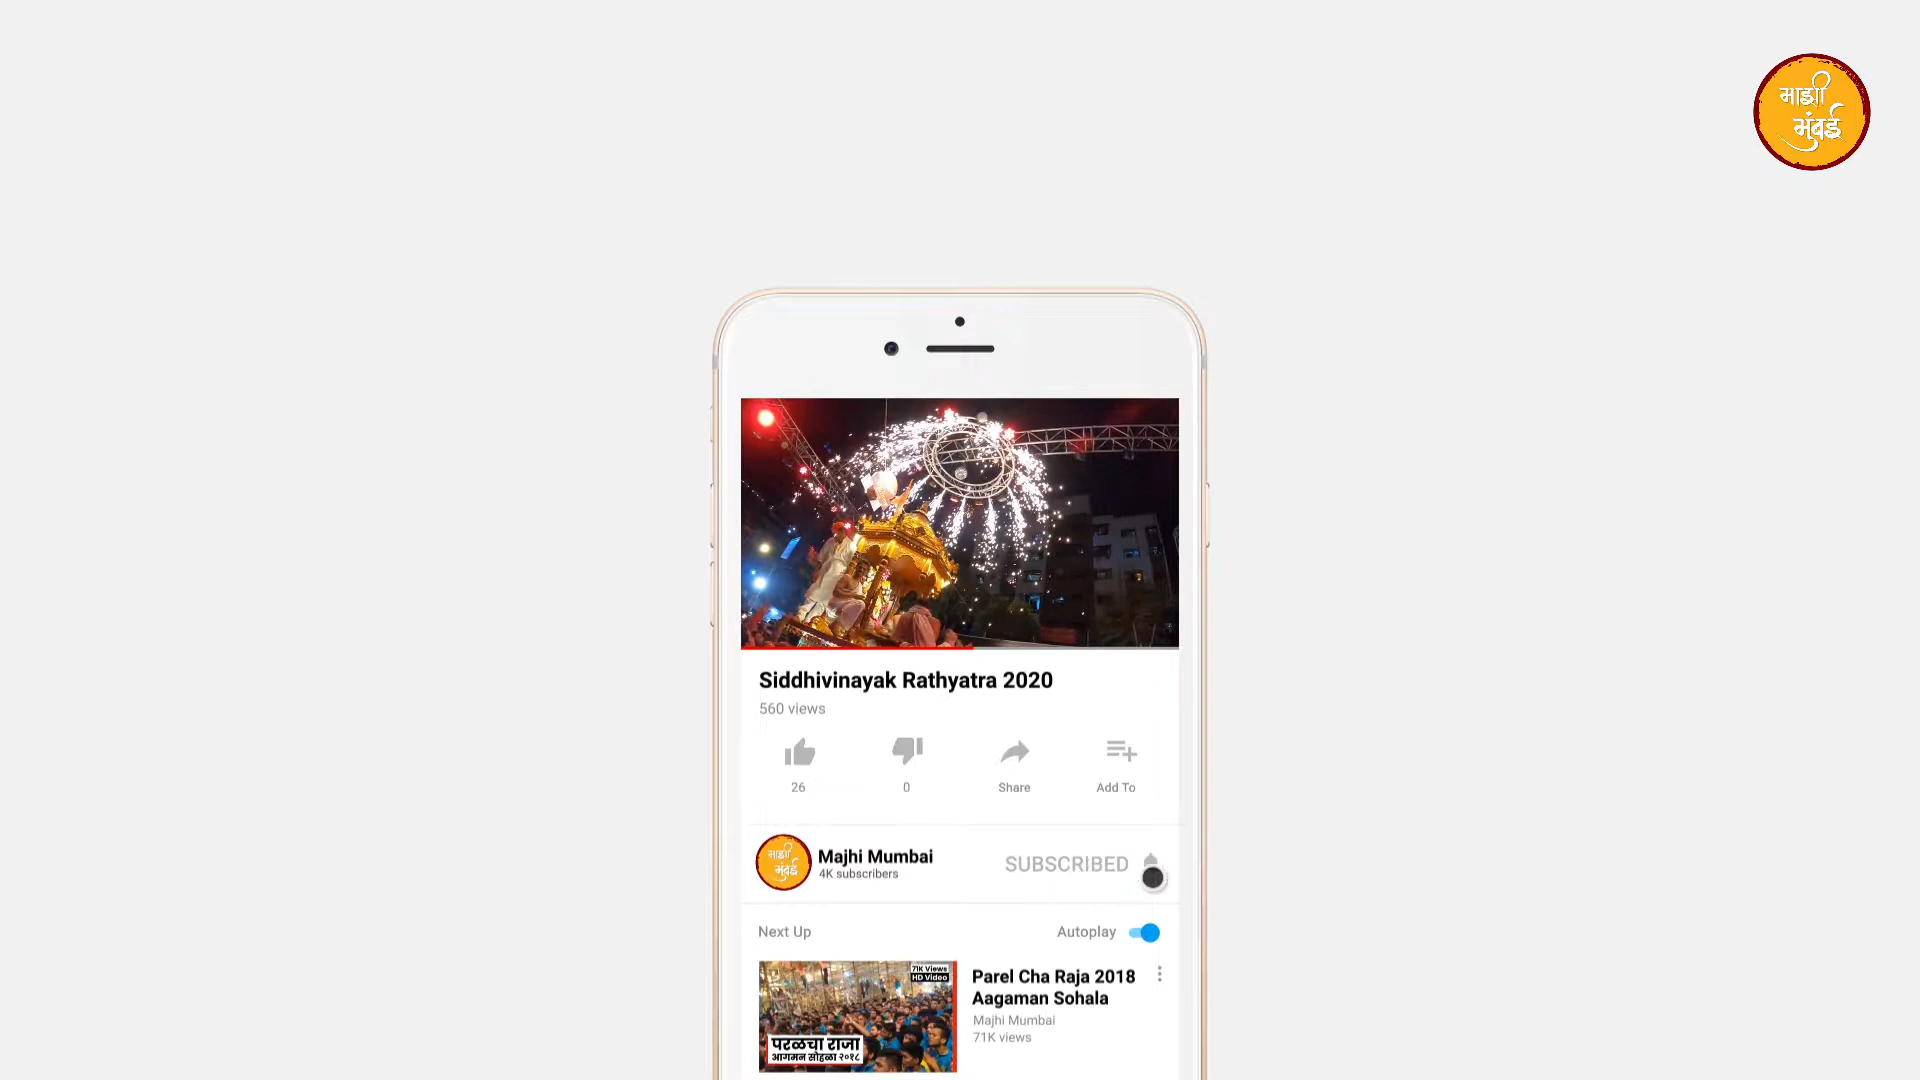 माझी
मुंबई
Siddhivinayak Rathyatra 2020
560 views
26
0
Share
Add To
माझी
मुंबई
Majhi Mumbai
4K subscribers
SUBSCRIBED
Next Up
Autoplay
71K Views
HD Video
परळचा राजा
आगमन सोहळा २०१८
Parel Cha Raja 2018
Aagaman Sohala
Majhi Mumbai
71K views